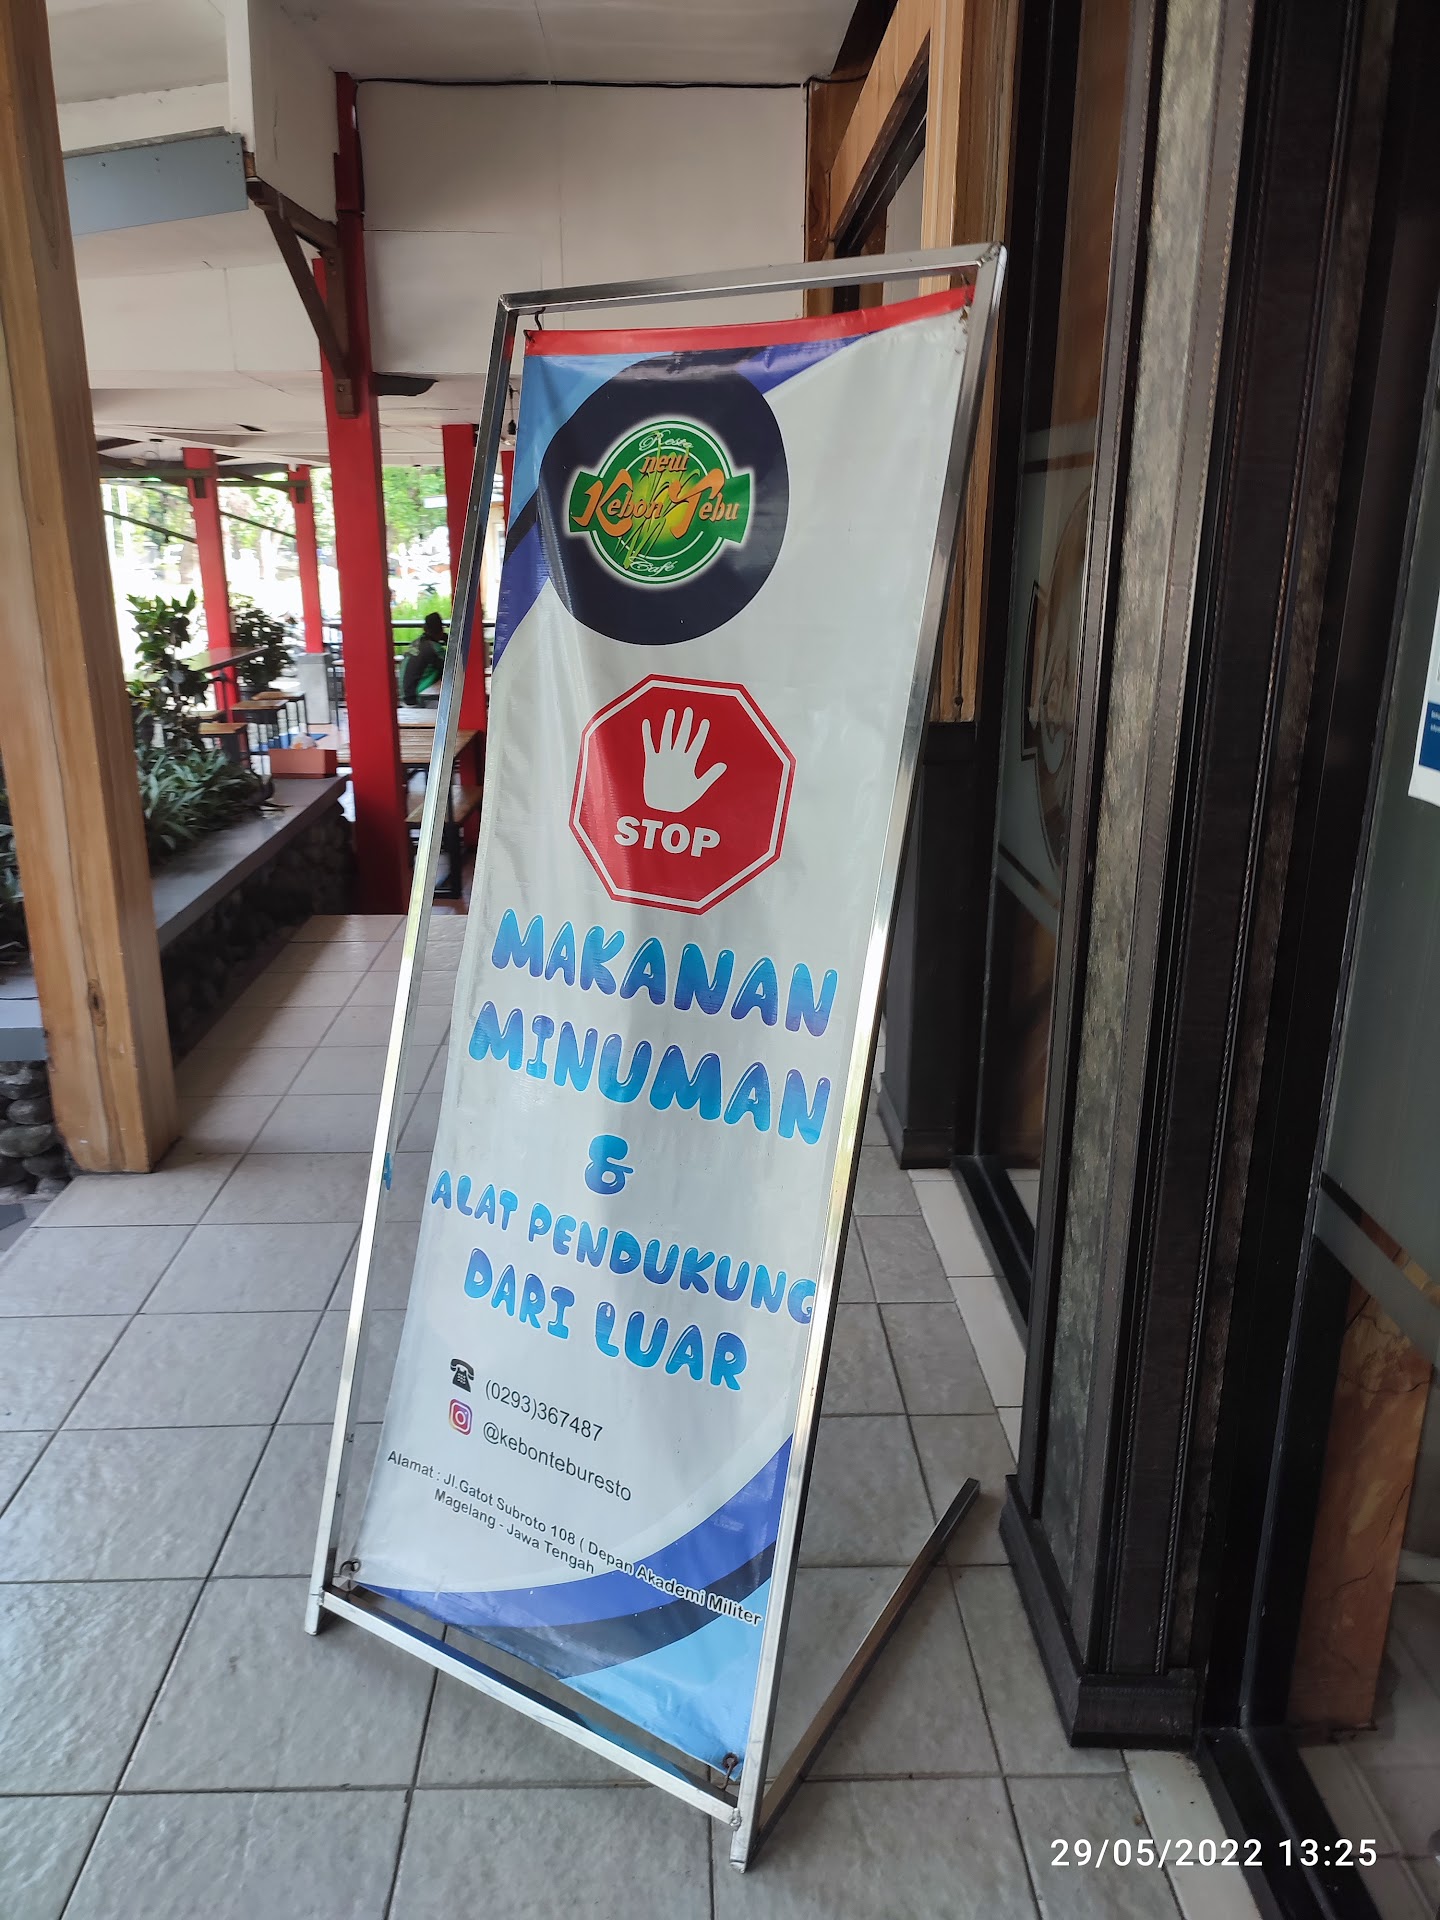 Resto
new
Kebon Tebu
Café
STOP
MAKANAN
MINUMAN
&
ALAT PENDUKUNG
DARI LUAR
(0293)367487
@kebonteburesto
Alamat : Jl.Gatot Subroto 108 ( Depan Akademi Militer
Magelang - Jawa Tengah
29/05/2022 13:25